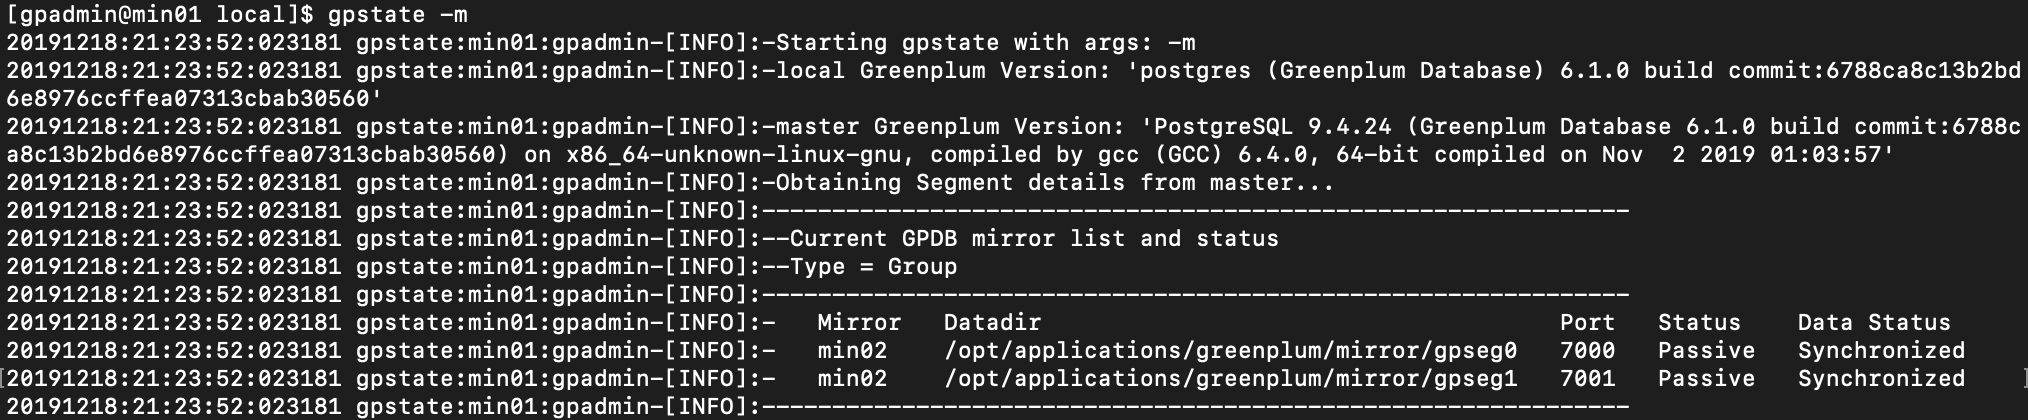 [gpadmin@min01 local]$ gpstate -m
20191218:21:23:52:023181 gpstate:min01:gpadmin-[INFO]:-Starting gpstate with args: -m
20191218:21:23:52:023181 gpstate:min01:gpadmin-[INFO]:-local Greenplum Version: 'postgres (Greenplum Database) 6.1.0 build commit:6788ca8c13b2bd
6e8976ccffea07313cbab30560'
20191218:21:23:52:023181 gpstate:min01:gpadmin-[INFO]:-master Greenplum Version: 'PostgreSQL 9.4.24 (Greenplum Database 6.1.0 build commit:6788c
a8c13b2bd6e8976ccffea07313cbab30560) on x86_64-unknown-linux-gnu, compiled by gcc (GCC) 6.4.0, 64-bit compiled on Nov  2 2019 01:03:57'
20191218:21:23:52:023181 gpstate:min01:gpadmin-[INFO]:-Obtaining Segment details from master...
20191218:21:23:52:023181 gpstate:min01:gpadmin-[INFO]:--------------------------------------------------------------
20191218:21:23:52:023181 gpstate:min01:gpadmin-[INFO]:--Current GPDB mirror list and status
20191218:21:23:52:023181 gpstate:min01:gpadmin-[INFO]:--Type = Group
20191218:21:23:52:023181 gpstate:min01:gpadmin-[INFO]:--------------------------------------------------------------
20191218:21:23:52:023181 gpstate:min01:gpadmin-[INFO]:-   Mirror   Datadir                                     Port   Status    Data Status
20191218:21:23:52:023181 gpstate:min01:gpadmin-[INFO]:-   min02    /opt/applications/greenplum/mirror/gpseg0   7000   Passive   Synchronized
[20191218:21:23:52:023181 gpstate:min01:gpadmin-[INFO]:-   min02    /opt/applications/greenplum/mirror/gpseg1   7001   Passive   Synchronized    ]
20191218:21:23:52:023181 gpstate:min01:gpadmin-[INFO]:--------------------------------------------------------------